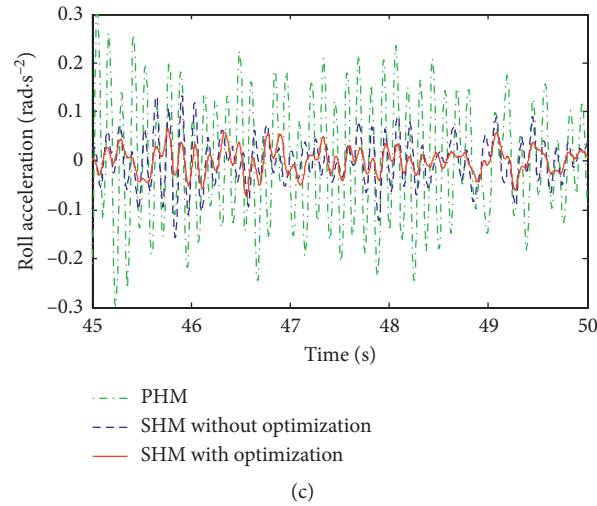 0.3
0.2
0.1
0
−0.1
−0.2
−0.3
Roll acceleration (rad·s⁻²)
45 46 47 48 49 50
Time (s)
PHM
SHM without optimization
SHM with optimization
(c)